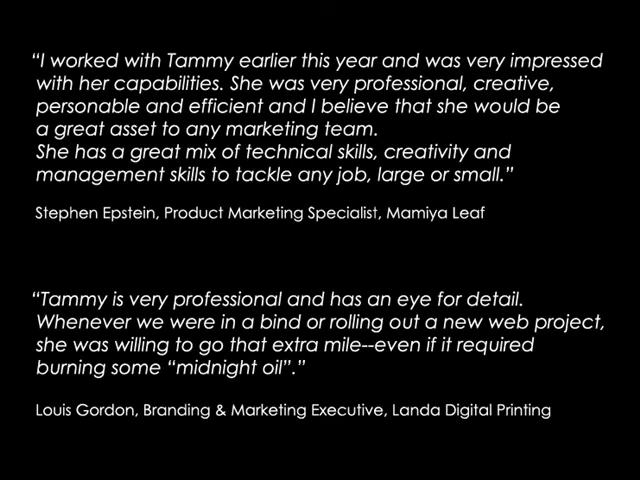 “I worked with Tammy earlier this year and was very impressed
with her capabilities. She was very professional, creative,
personable and efficient and I believe that she would be
a great asset to any marketing team.
She has a great mix of technical skills, creativity and
management skills to tackle any job, large or small.”
Stephen Epstein, Product Marketing Specialist, Mamiya Leaf
“Tammy is very professional and has an eye for detail.
Whenever we were in a bind or rolling out a new web project,
she was willing to go that extra mile--even if it required
burning some “midnight oil”.”
Louis Gordon, Branding & Marketing Executive, Landa Digital Printing